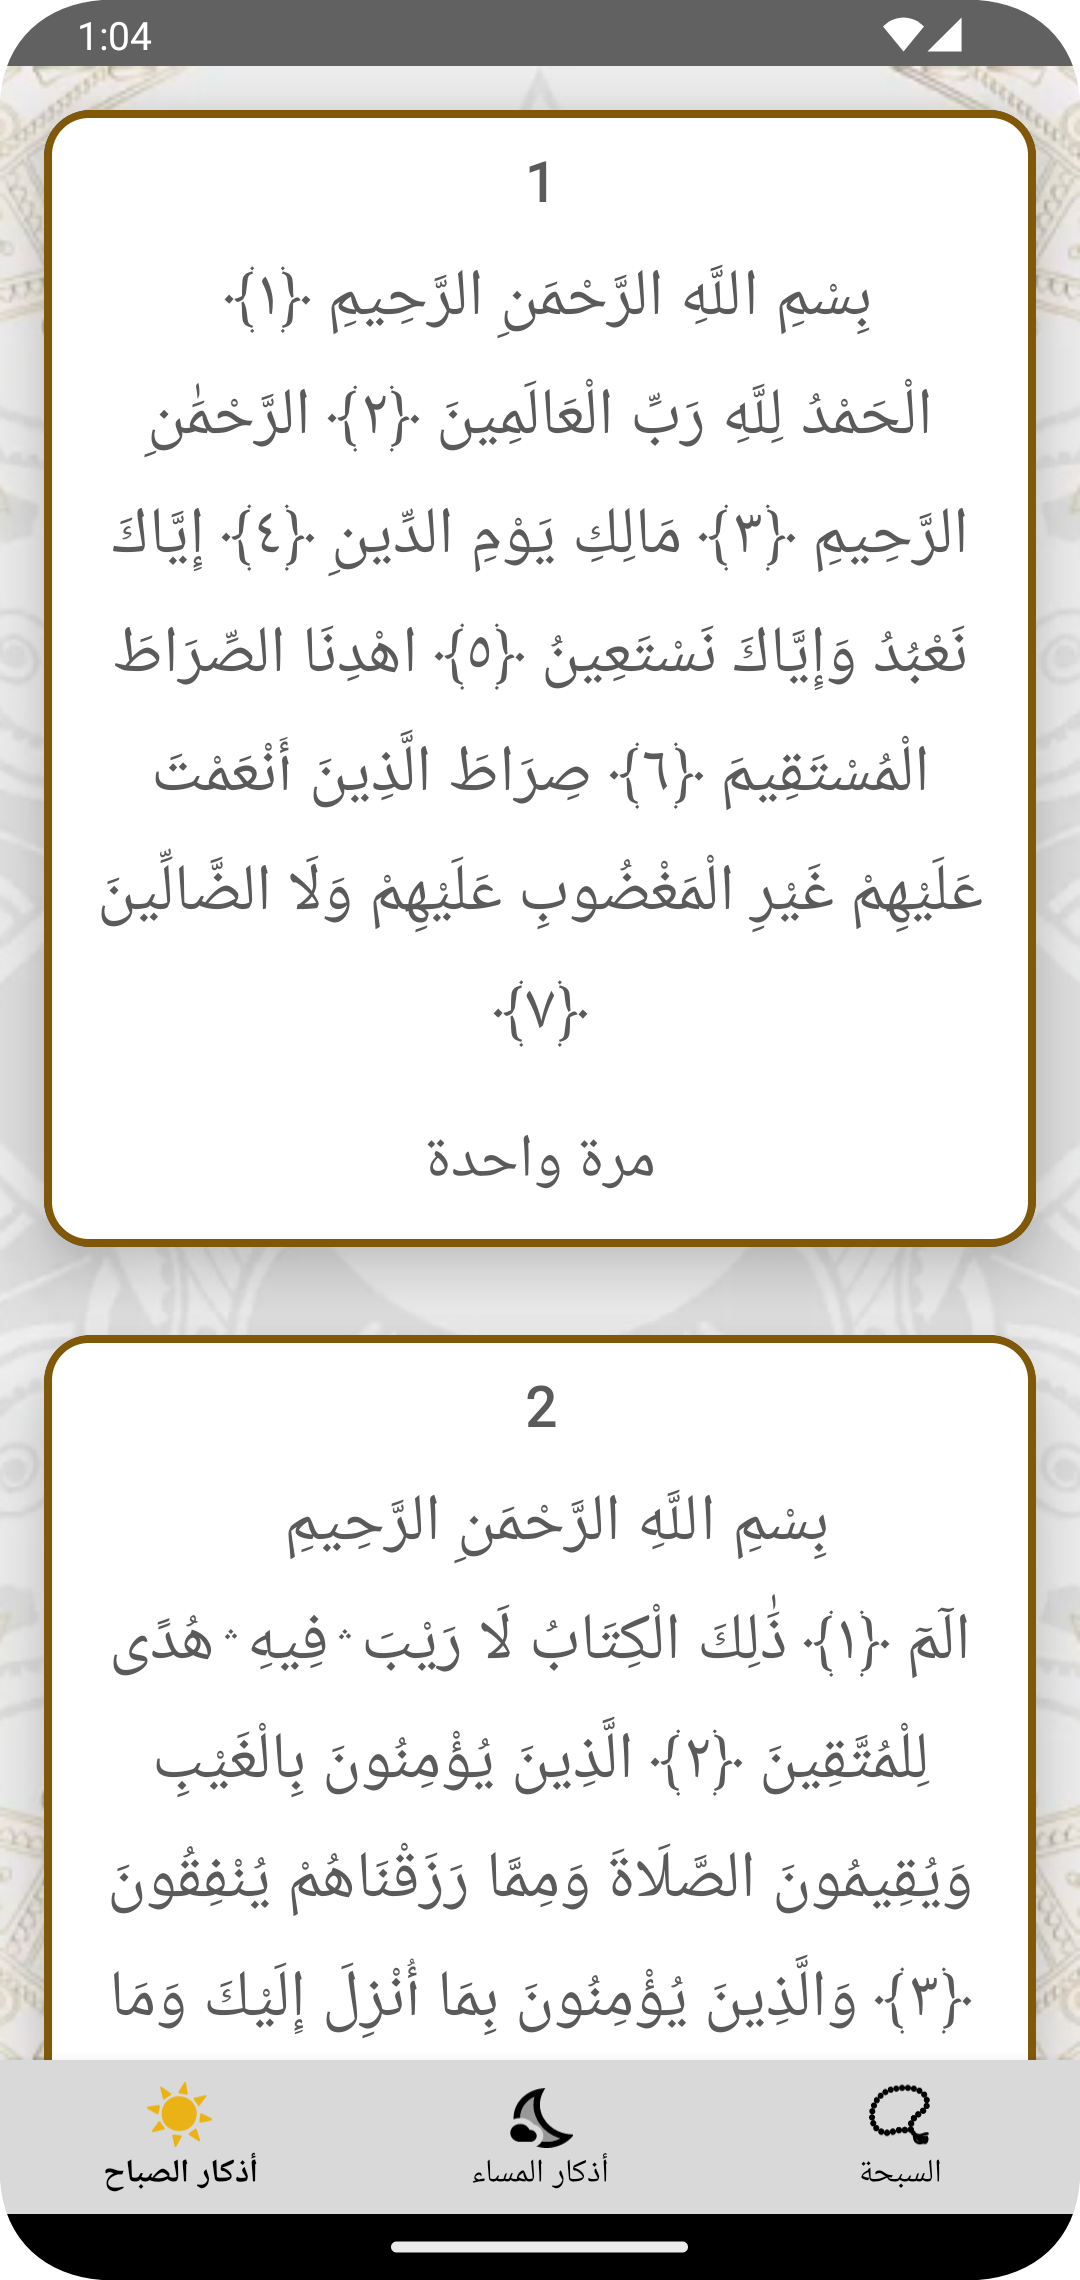 1:04
1
بِسْمِ اللَّهِ الرَّحْمَنِ الرَّحِيمِ ﴿١﴾
الْحَمْدُ لِلَّهِ رَبِّ الْعَالَمِينَ ﴿٢﴾ الرَّحْمَٰنِ
الرَّحِيمِ ﴿٣﴾ مَالِكِ يَوْمِ الدِّينِ ﴿٤﴾ إِيَّاكَ
نَعْبُدُ وَإِيَّاكَ نَسْتَعِينُ ﴿٥﴾ اهْدِنَا الصِّرَاطَ
الْمُسْتَقِيمَ ﴿٦﴾ صِرَاطَ الَّذِينَ أَنْعَمْتَ
عَلَيْهِمْ غَيْرِ الْمَغْضُوبِ عَلَيْهِمْ وَلَا الضَّالِّينَ
﴿٧﴾
مرة واحدة
2
بِسْمِ اللَّهِ الرَّحْمَنِ الرَّحِيمِ
الٓمٓ ﴿١﴾ ذَٰلِكَ الْكِتَابُ لَا رَيْبَ ۛ فِيهِ ۛ هُدًى
لِلْمُتَّقِينَ ﴿٢﴾ الَّذِينَ يُؤْمِنُونَ بِالْغَيْبِ
وَيُقِيمُونَ الصَّلَاةَ وَمِمَّا رَزَقْنَاهُمْ يُنْفِقُونَ
﴿٣﴾ وَالَّذِينَ يُؤْمِنُونَ بِمَا أُنْزِلَ إِلَيْكَ وَمَا
السبحة
أذكار المساء
أذكار الصباح